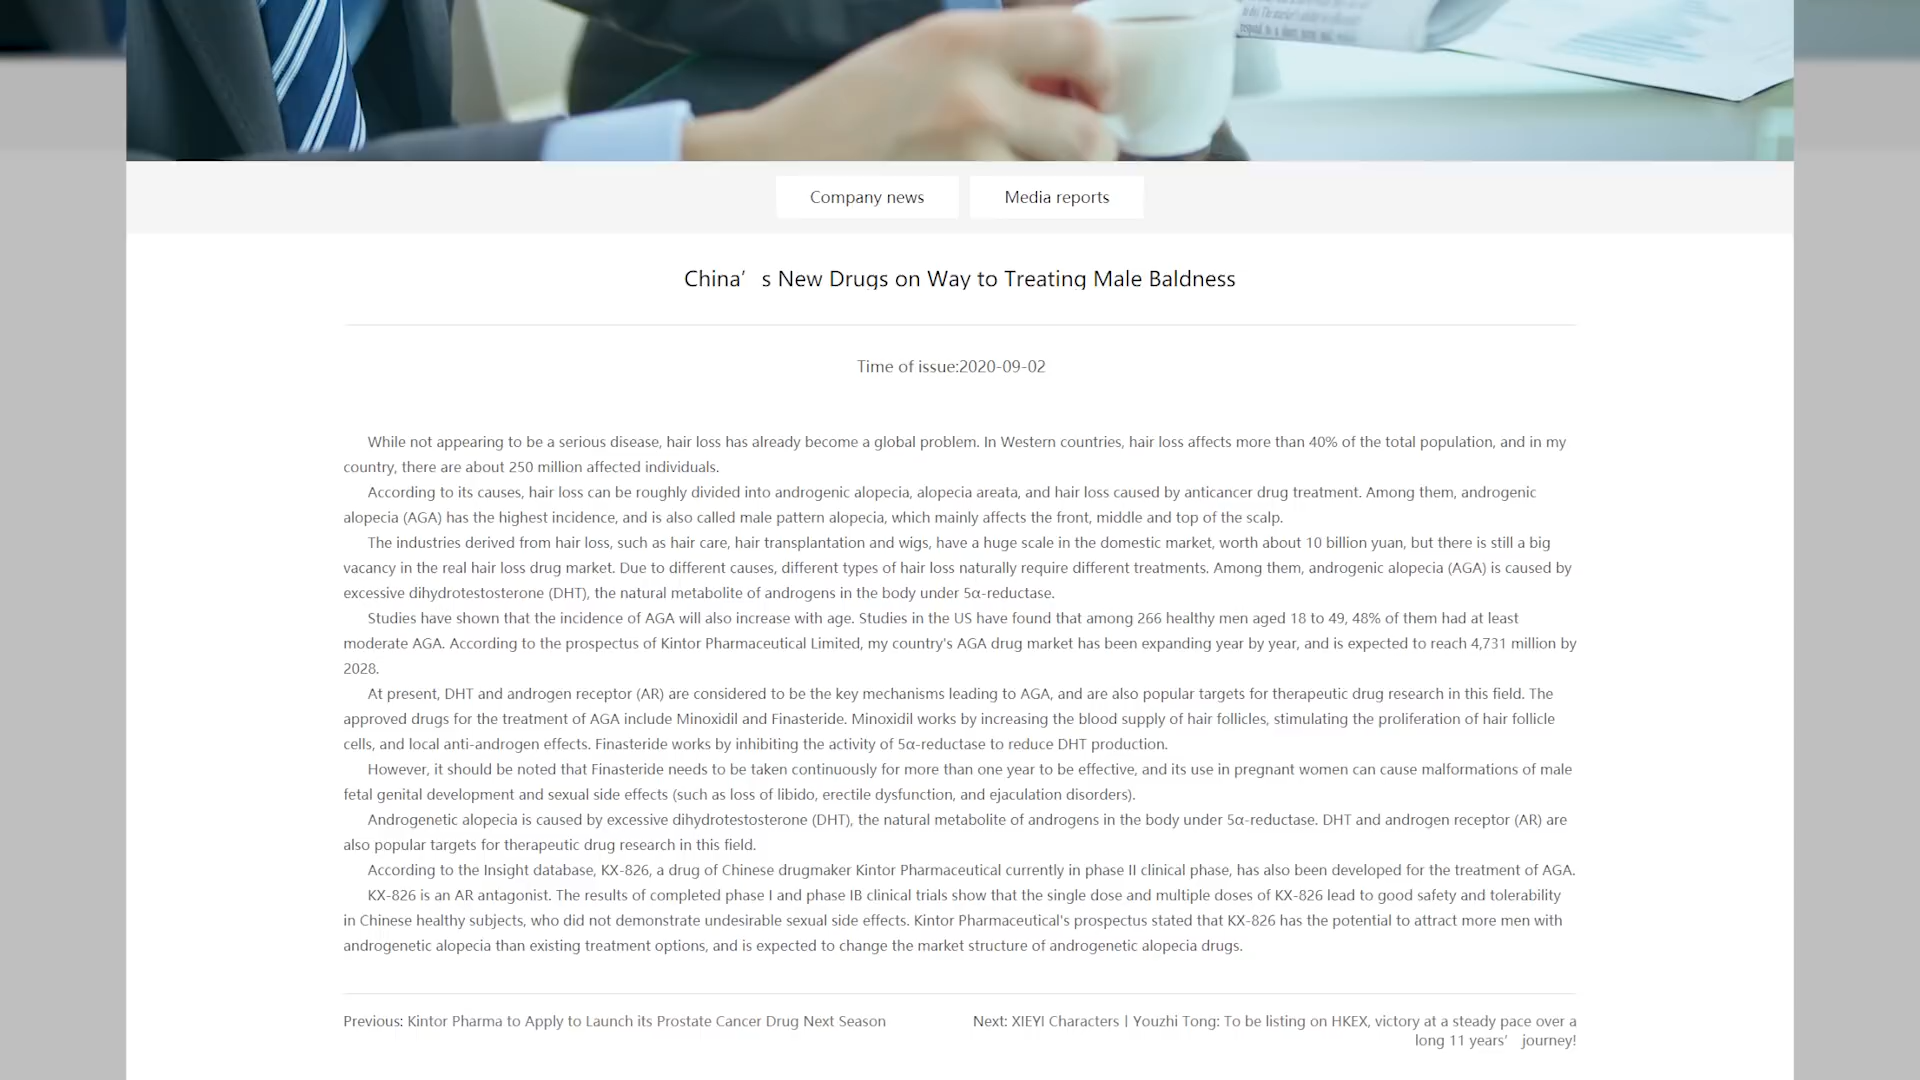 Company news
Media reports
China′s New Drugs on Way to Treating Male Baldness
Time of issue:2020-09-02
While not appearing to be a serious disease, hair loss has already become a global problem. In Western countries, hair loss affects more than 40% of the total population, and in my
country, there are about 250 million affected individuals.
According to its causes, hair loss can be roughly divided into androgenic alopecia, alopecia areata, and hair loss caused by anticancer drug treatment. Among them, androgenic
alopecia (AGA) has the highest incidence, and is also called male pattern alopecia, which mainly affects the front, middle and top of the scalp.
The industries derived from hair loss, such as hair care, hair transplantation and wigs, have a huge scale in the domestic market, worth about 10 billion yuan, but there is still a big
vacancy in the real hair loss drug market. Due to different causes, different types of hair loss naturally require different treatments. Among them, androgenic alopecia (AGA) is caused by
excessive dihydrotestosterone (DHT), the natural metabolite of androgens in the body under 5α-reductase.
Studies have shown that the incidence of AGA will also increase with age. Studies in the US have found that among 266 healthy men aged 18 to 49, 48% of them had at least
moderate AGA. According to the prospectus of Kintor Pharmaceutical Limited, my country's AGA drug market has been expanding year by year, and is expected to reach 4,731 million by
2028.
At present, DHT and androgen receptor (AR) are considered to be the key mechanisms leading to AGA, and are also popular targets for therapeutic drug research in this field. The
approved drugs for the treatment of AGA include Minoxidil and Finasteride. Minoxidil works by increasing the blood supply of hair follicles, stimulating the proliferation of hair follicle
cells, and local anti-androgen effects. Finasteride works by inhibiting the activity of 5α-reductase to reduce DHT production.
However, it should be noted that Finasteride needs to be taken continuously for more than one year to be effective, and its use in pregnant women can cause malformations of male
fetal genital development and sexual side effects (such as loss of libido, erectile dysfunction, and ejaculation disorders).
Androgenetic alopecia is caused by excessive dihydrotestosterone (DHT), the natural metabolite of androgens in the body under 5α-reductase. DHT and androgen receptor (AR) are
also popular targets for therapeutic drug research in this field.
According to the Insight database, KX-826, a drug of Chinese drugmaker Kintor Pharmaceutical currently in phase II clinical phase, has also been developed for the treatment of AGA.
KX-826 is an AR antagonist. The results of completed phase I and phase IB clinical trials show that the single dose and multiple doses of KX-826 lead to good safety and tolerability
in Chinese healthy subjects, who did not demonstrate undesirable sexual side effects. Kintor Pharmaceutical's prospectus stated that KX-826 has the potential to attract more men with
androgenetic alopecia than existing treatment options, and is expected to change the market structure of androgenetic alopecia drugs.
Previous: Kintor Pharma to Apply to Launch its Prostate Cancer Drug Next Season
Next: XIEYI Characters丨Youzhi Tong: To be listing on HKEX, victory at a steady pace over a
long 11 years′ journey!